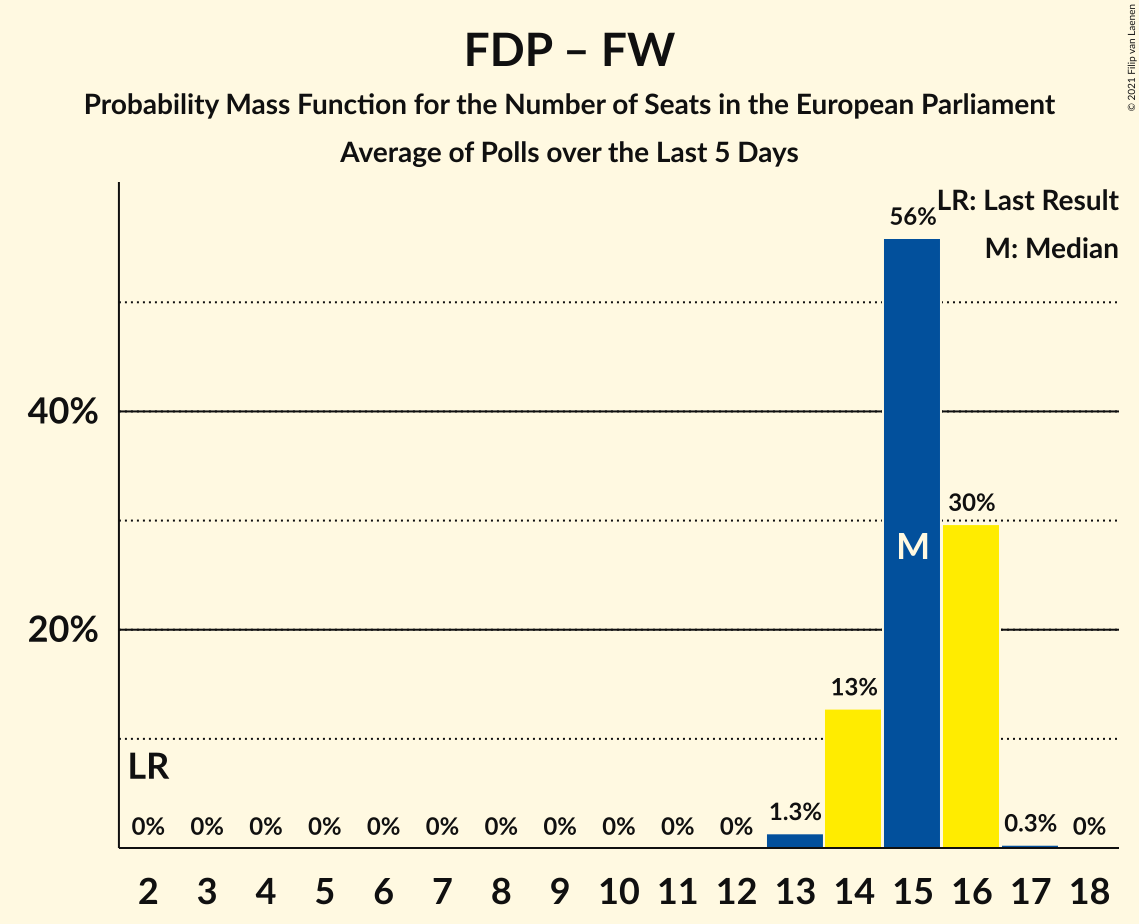 FDP – FW
Probability Mass Function for the Number of Seats in the European Parliament
Average of Polls over the Last 5 Days
© 2021 Filip van Laenen
LR: Last Result
M: Median
56%
40%
30%
M
20%
13%
LR
0% 0% 0% 0% 0% 0% 0% 0% 0% 0% 0% 1.3% 0.3% 0%
2 3 4 5 6 7 8 9 10 11 12 13 14 15 16 17 18